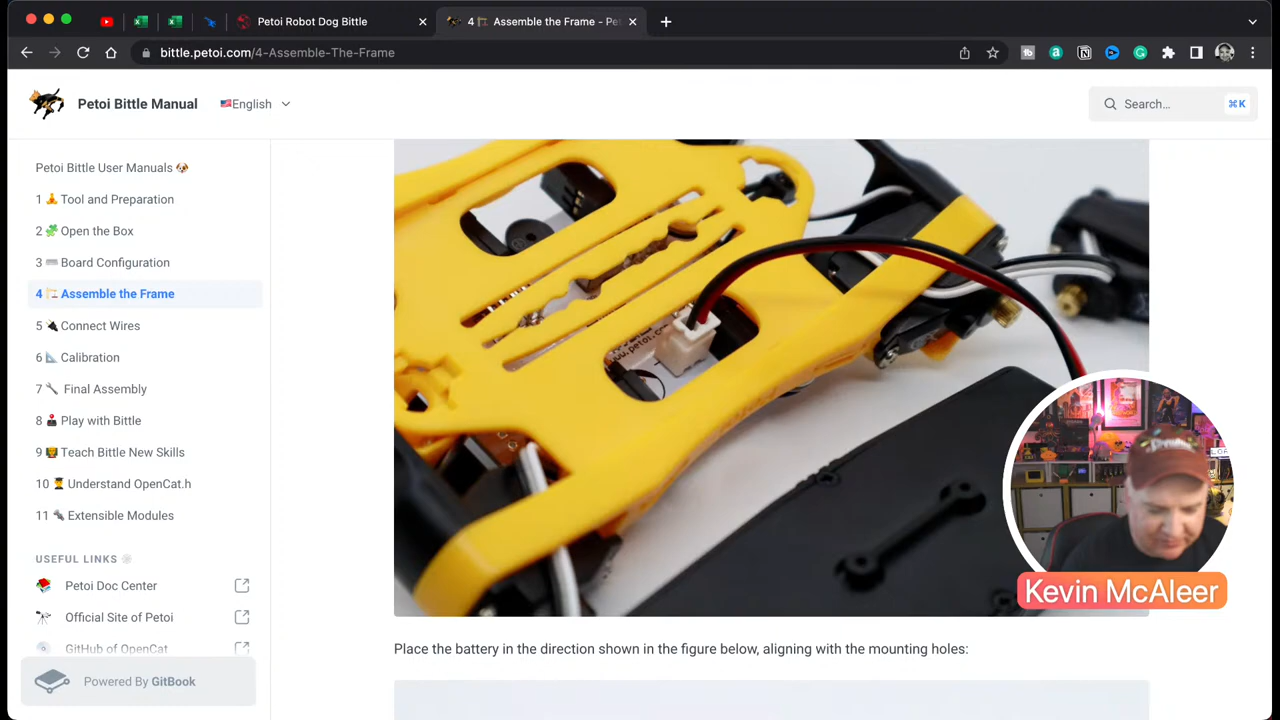 Petoi Robot Dog Bittle
4 Assemble the Frame - Pet
bittle.petoi.com/4-Assemble-The-Frame
Petoi Bittle Manual
English
Search...
⌘K
Petoi Bittle User Manuals
1 Tool and Preparation
2 Open the Box
3 Board Configuration
4 Assemble the Frame
5 Connect Wires
6 Calibration
7 Final Assembly
8 Play with Bittle
9 Teach Bittle New Skills
10 Understand OpenCat.h
11 Extensible Modules
USEFUL LINKS
Petoi Doc Center
Official Site of Petoi
GitHub of OpenCat
Powered By GitBook
Kevin McAleer
Place the battery in the direction shown in the figure below, aligning with the mounting holes: